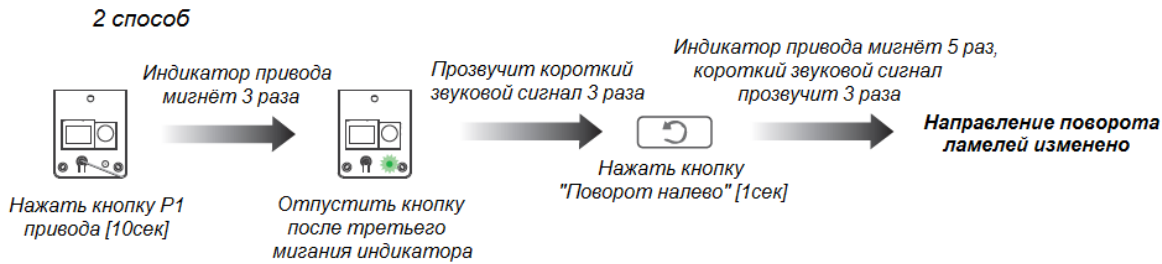 2 способ
Индикатор привода
мигнёт 3 раза
Прозвучит короткий
звуковой сигнал 3 раза
Индикатор привода мигнёт 5 раз,
короткий звуковой сигнал
прозвучит 3 раза
Нажать кнопку P1
привода [10сек]
Отпустить кнопку
после третьего
мигания индикатора
Нажать кнопку
"Поворот налево" [1сек]
Направление поворота
ламелей изменено